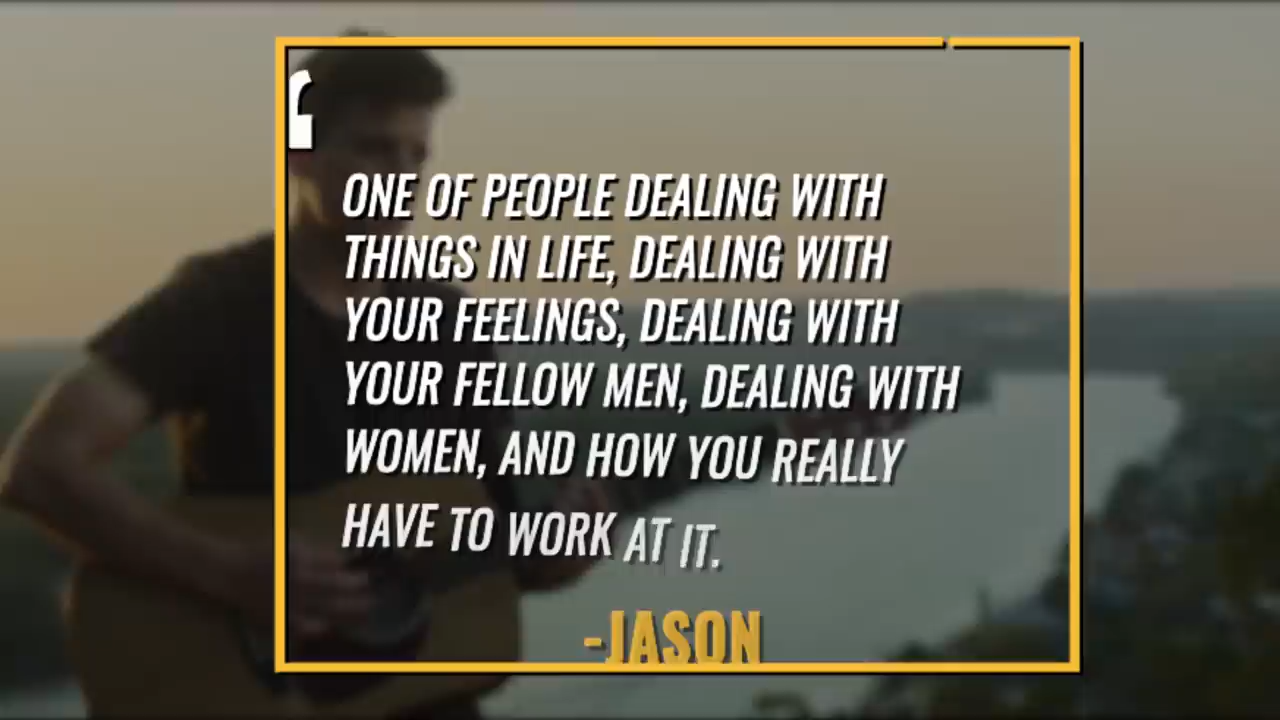 “
ONE OF PEOPLE DEALING WITH
THINGS IN LIFE, DEALING WITH
YOUR FEELINGS, DEALING WITH
YOUR FELLOW MEN, DEALING WITH
WOMEN, AND HOW YOU REALLY
HAVE TO WORK AT IT.
-JASON